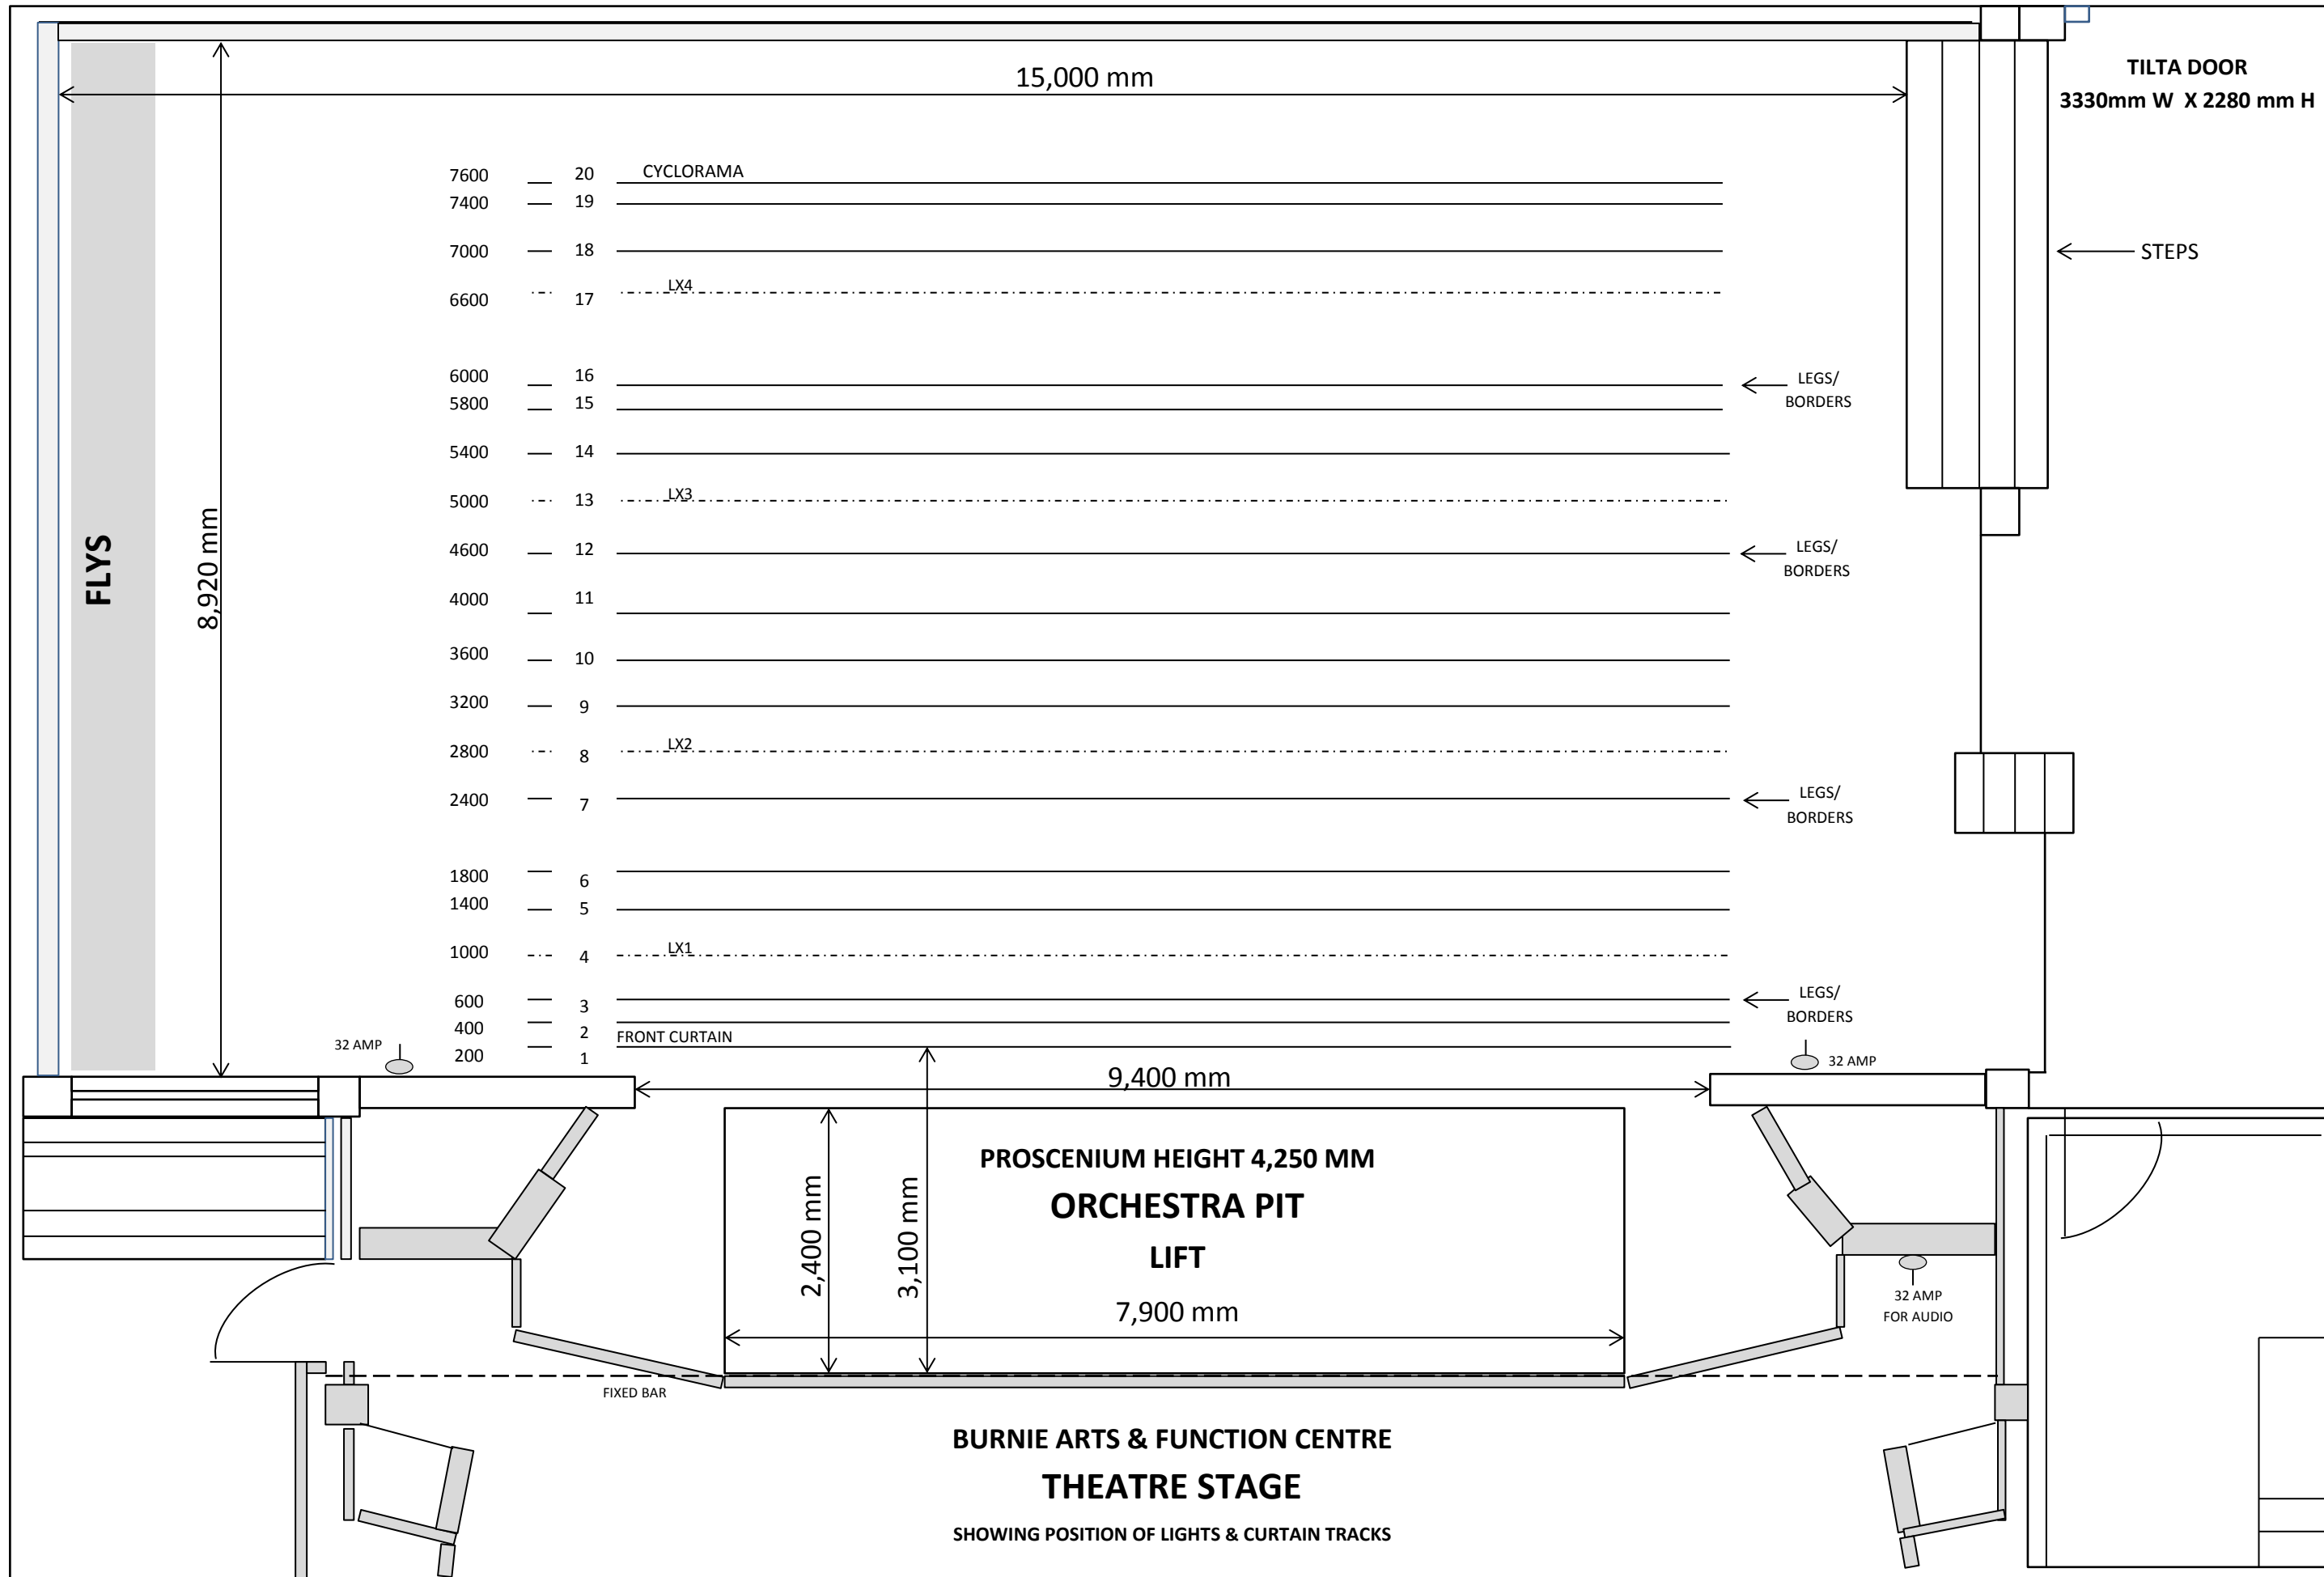 TILTA DOOR
3330mm W  X 2280 mm H
15,000 mm
7600 20 CYCLORAMA
7400 19
7000 18
STEPS
6600 17 LX4
6000 16 LEGS/
BORDERS
5800 15
5400 14
5000 13 LX3
4600 12 LEGS/
BORDERS
FLYS
8,920 mm
4000 11
3600 10
3200 9
2800 8 LX2
2400 7 LEGS/
BORDERS
1800 6
1400 5
1000 4 LX1
600 3 LEGS/
BORDERS
400 2 FRONT CURTAIN
200 1
32 AMP
32 AMP
9,400 mm
PROSCENIUM HEIGHT 4,250 MM
ORCHESTRA PIT
LIFT
2,400 mm
3,100 mm
7,900 mm
32 AMP
FOR AUDIO
FIXED BAR
BURNIE ARTS & FUNCTION CENTRE
THEATRE STAGE
SHOWING POSITION OF LIGHTS & CURTAIN TRACKS